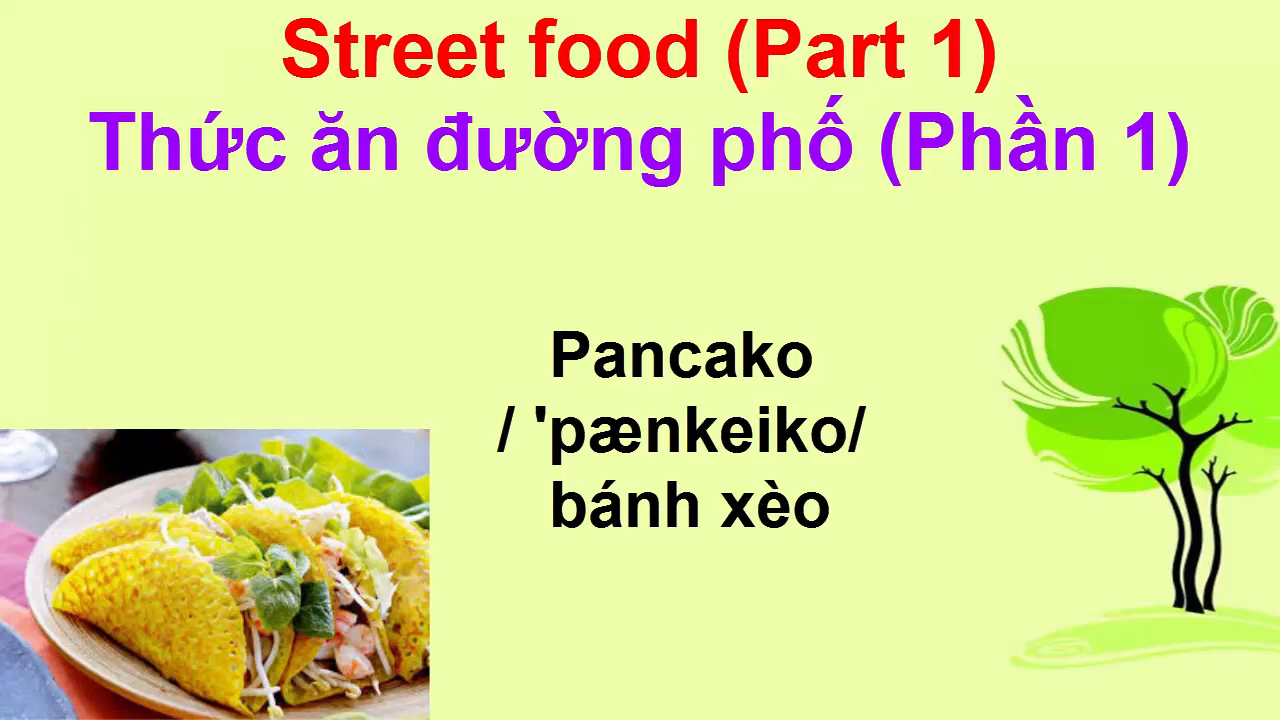 Street food (Part 1)
Thức ăn đường phố (Phần 1)
Pancako
/ 'pænkeiko/
bánh xèo